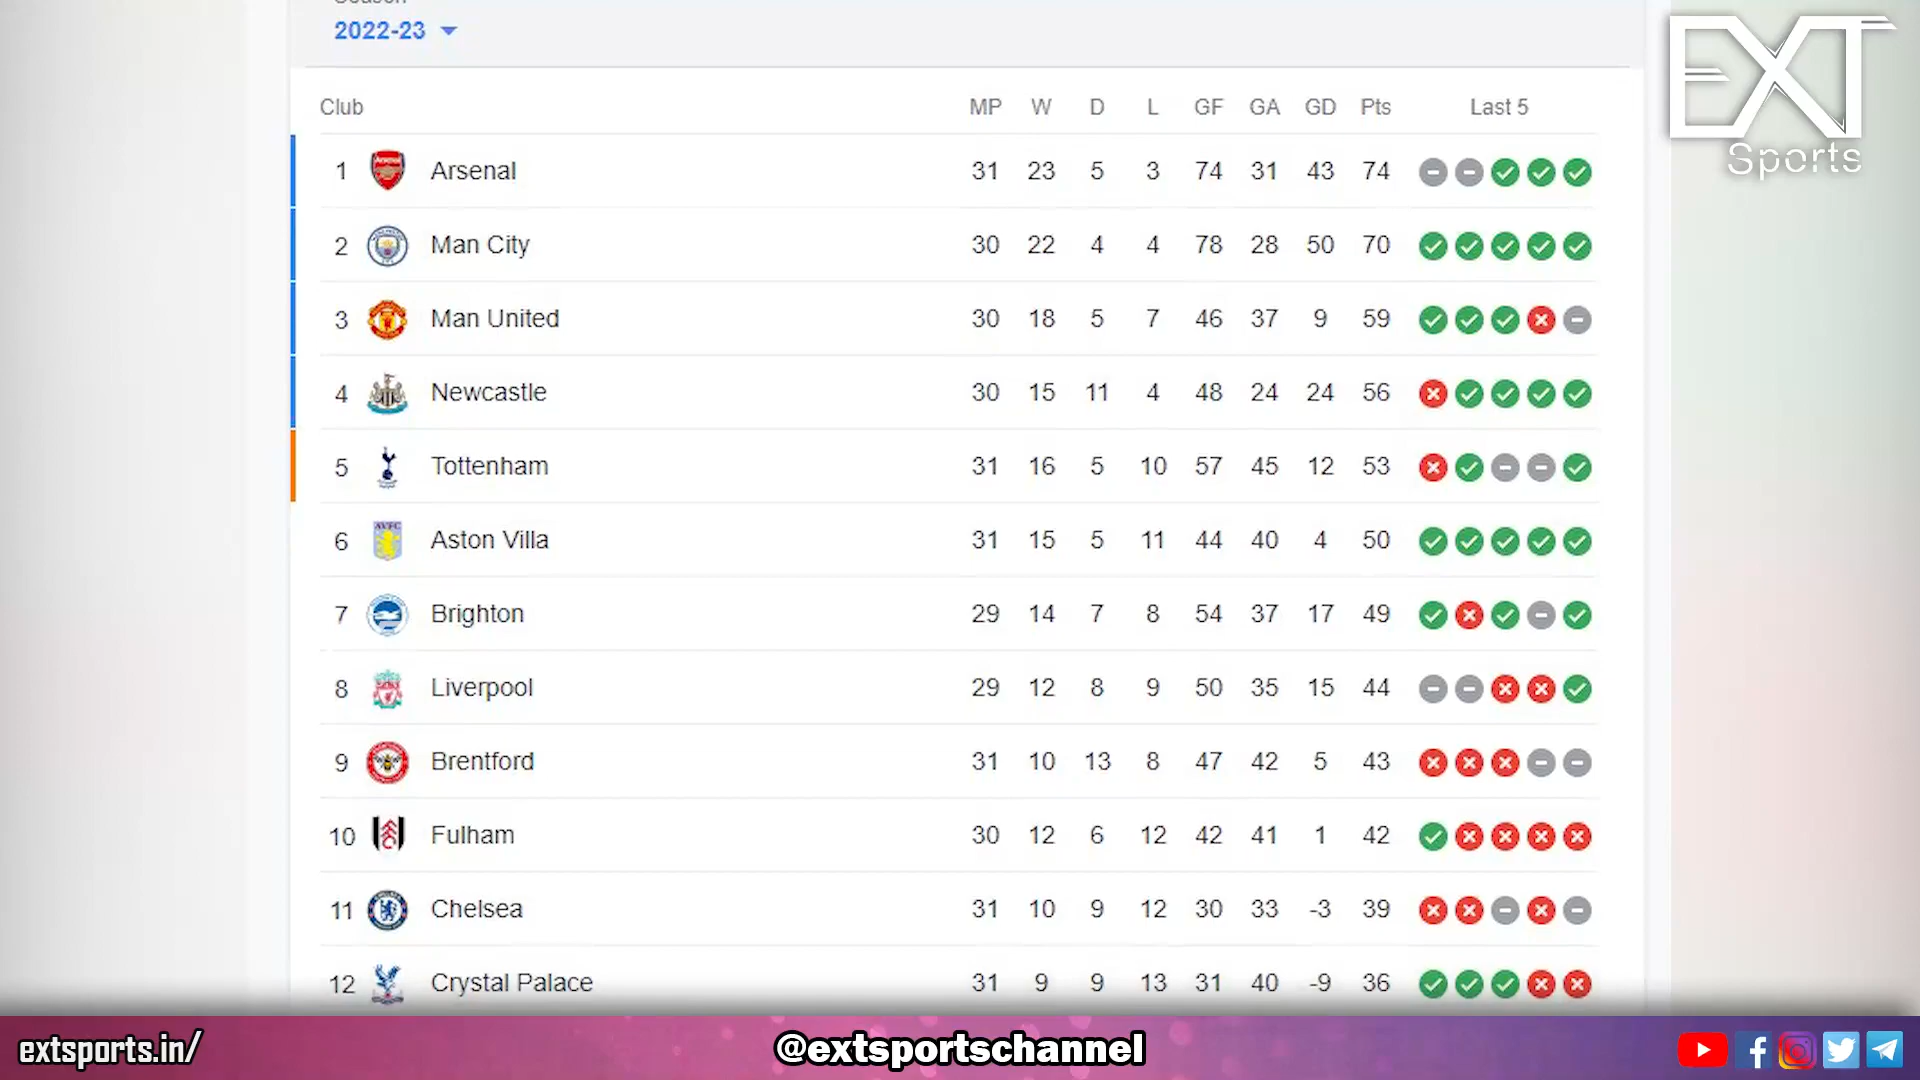 Season
2022-23
Club MP W D L GF GA GD Pts Last 5
1 Arsenal 31 23 5 3 74 31 43 74
2 Man City 30 22 4 4 78 28 50 70
3 Man United 30 18 5 7 46 37 9 59
4 Newcastle 30 15 11 4 48 24 24 56
5 Tottenham 31 16 5 10 57 45 12 53
6 Aston Villa 31 15 5 11 44 40 4 50
7 Brighton 29 14 7 8 54 37 17 49
8 Liverpool 29 12 8 9 50 35 15 44
9 Brentford 31 10 13 8 47 42 5 43
10 Fulham 30 12 6 12 42 41 1 42
11 Chelsea 31 10 9 12 30 33 -3 39
12 Crystal Palace 31 9 9 13 31 40 -9 36
EXT
Sports
extsports.in/
@extsportschannel